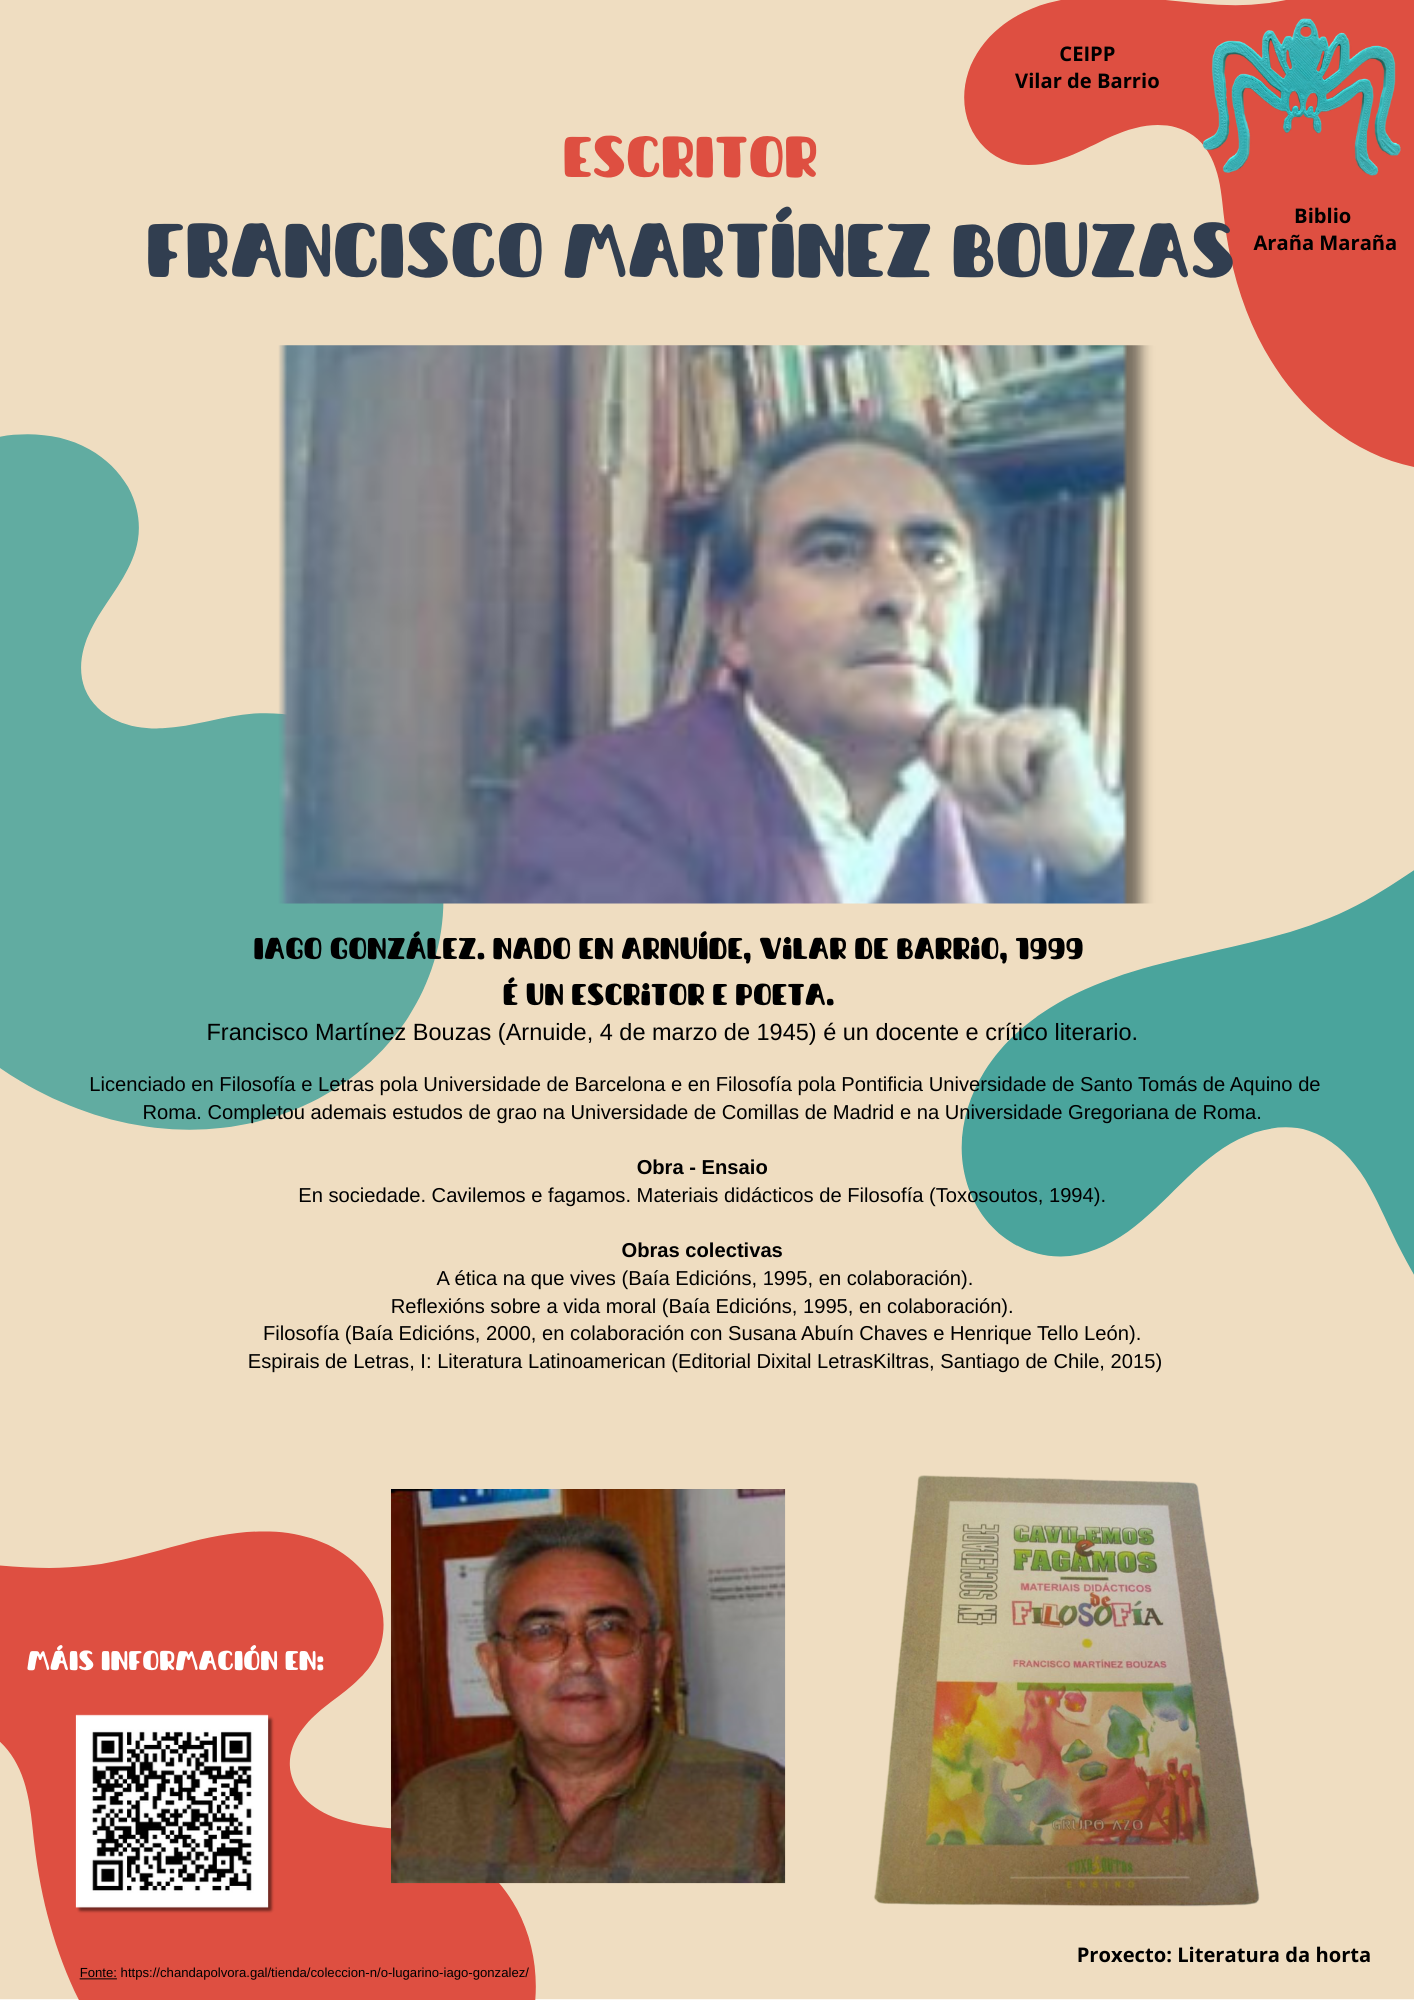 CEIPP
Vilar de Barrio
Biblio
Araña Maraña
ESCRITOR
FRANCISCO MARTÍNEZ BOUZAS
IAGO GONZÁLEZ. NADO EN ARNUÍDE, VILAR DE BARRIO, 1999
É UN ESCRITOR E POETA.
Francisco Martínez Bouzas (Arnuide, 4 de marzo de 1945) é un docente e crítico literario.
Licenciado en Filosofía e Letras pola Universidade de Barcelona e en Filosofía pola Pontificia Universidade de Santo Tomás de Aquino de
Roma. Completou ademais estudos de grao na Universidade de Comillas de Madrid e na Universidade Gregoriana de Roma.
Obra - Ensaio
En sociedade. Cavilemos e fagamos. Materiais didácticos de Filosofía (Toxosoutos, 1994).
Obras colectivas
A ética na que vives (Baía Edicións, 1995, en colaboración).
Reflexións sobre a vida moral (Baía Edicións, 1995, en colaboración).
Filosofía (Baía Edicións, 2000, en colaboración con Susana Abuín Chaves e Henrique Tello León).
Espirais de Letras, I: Literatura Latinoamerican (Editorial Dixital LetrasKiltras, Santiago de Chile, 2015)
EN SOCIEDADE
CAVILEMOS
e
FAGAMOS
MATERIAIS DIDÁCTICOS
de
FILOSOFÍA
FRANCISCO MARTÍNEZ BOUZAS
GRUPO AZO
ENSINO
MÁIS INFORMACIÓN EN:
Fonte: https://chandapolvora.gal/tienda/coleccion-n/o-lugarino-iago-gonzalez/
Proxecto: Literatura da horta